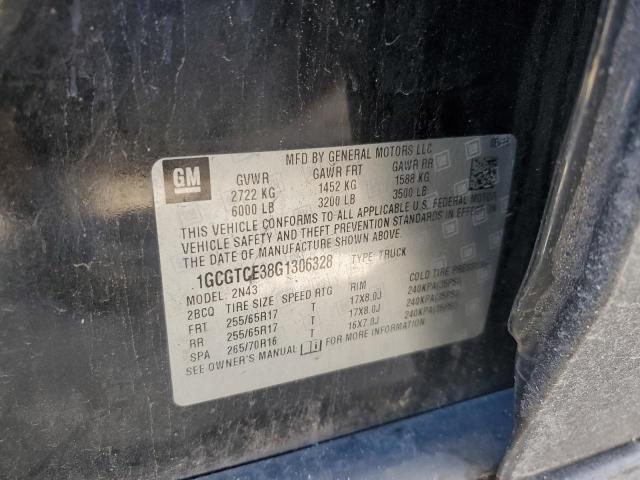 GM
MFD BY GENERAL MOTORS LLC
GVWR GAWR FRT GAWR RR
2722 KG 1452 KG 1588 KG
6000 LB 3200 LB 3500 LB
THIS VEHICLE CONFORMS TO ALL APPLICABLE U.S. FEDERAL MOTOR
VEHICLE SAFETY AND THEFT PREVENTION STANDARDS IN EFFECT ON
THE DATE OF MANUFACTURE SHOWN ABOVE.
1GCGTCE38G1306328 TYPE: TRUCK
MODEL: 2N43
2BCQ TIRE SIZE SPEED RTG RIM COLD TIRE PRESSURE
FRT 255/65R17 T 17X8.0J 240KPA(35PSI)
RR 255/65R17 T 17X8.0J 240KPA(35PSI)
SPA 265/70R16 T 16X7.0J 240KPA(35PSI)
SEE OWNER'S MANUAL FOR MORE INFORMATION.